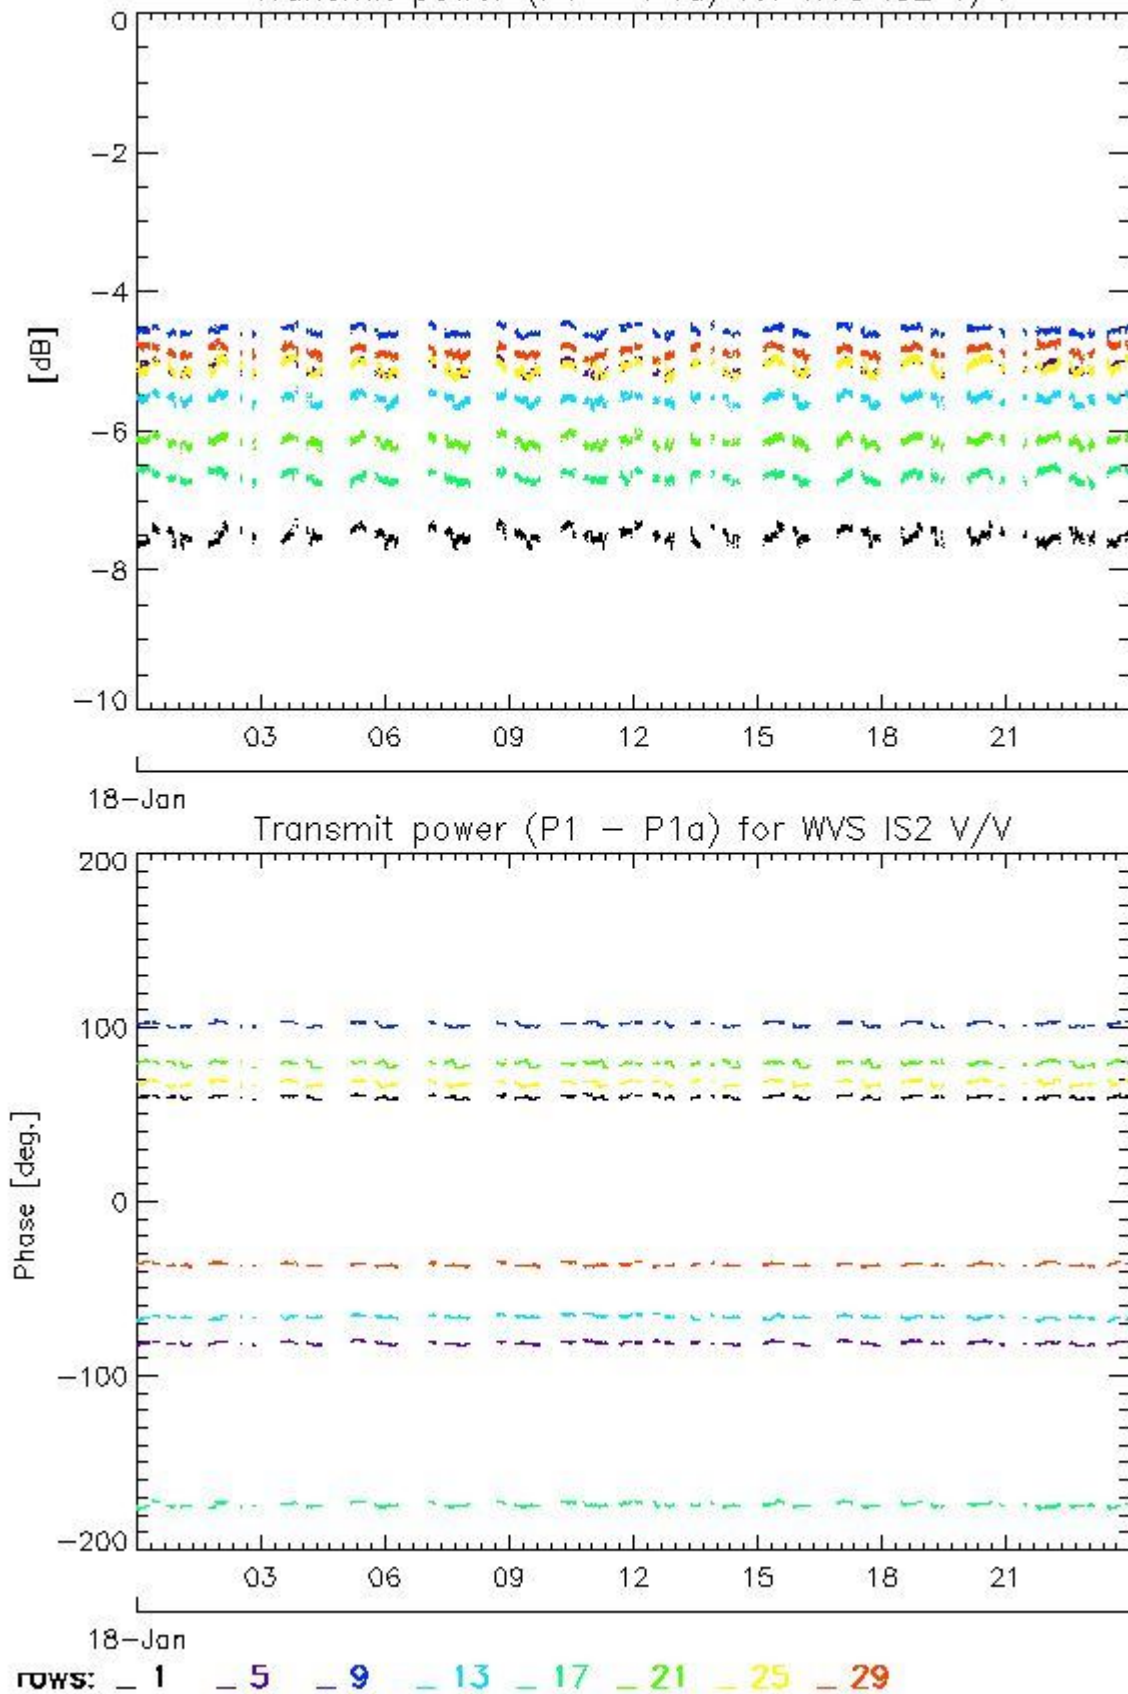 0
-2
-4
[dB]
-6
-8
-10
03 06 09 12 15 18 21
18-Jan
Transmit power (P1 - P1a) for WVS IS2 V/V
200
100
Phase [deg.]
0
-100
-200
03 06 09 12 15 18 21
18-Jan
rows: _ 1 _ 5 _ 9 _ 13 _ 17 _ 21 _ 25 _ 29